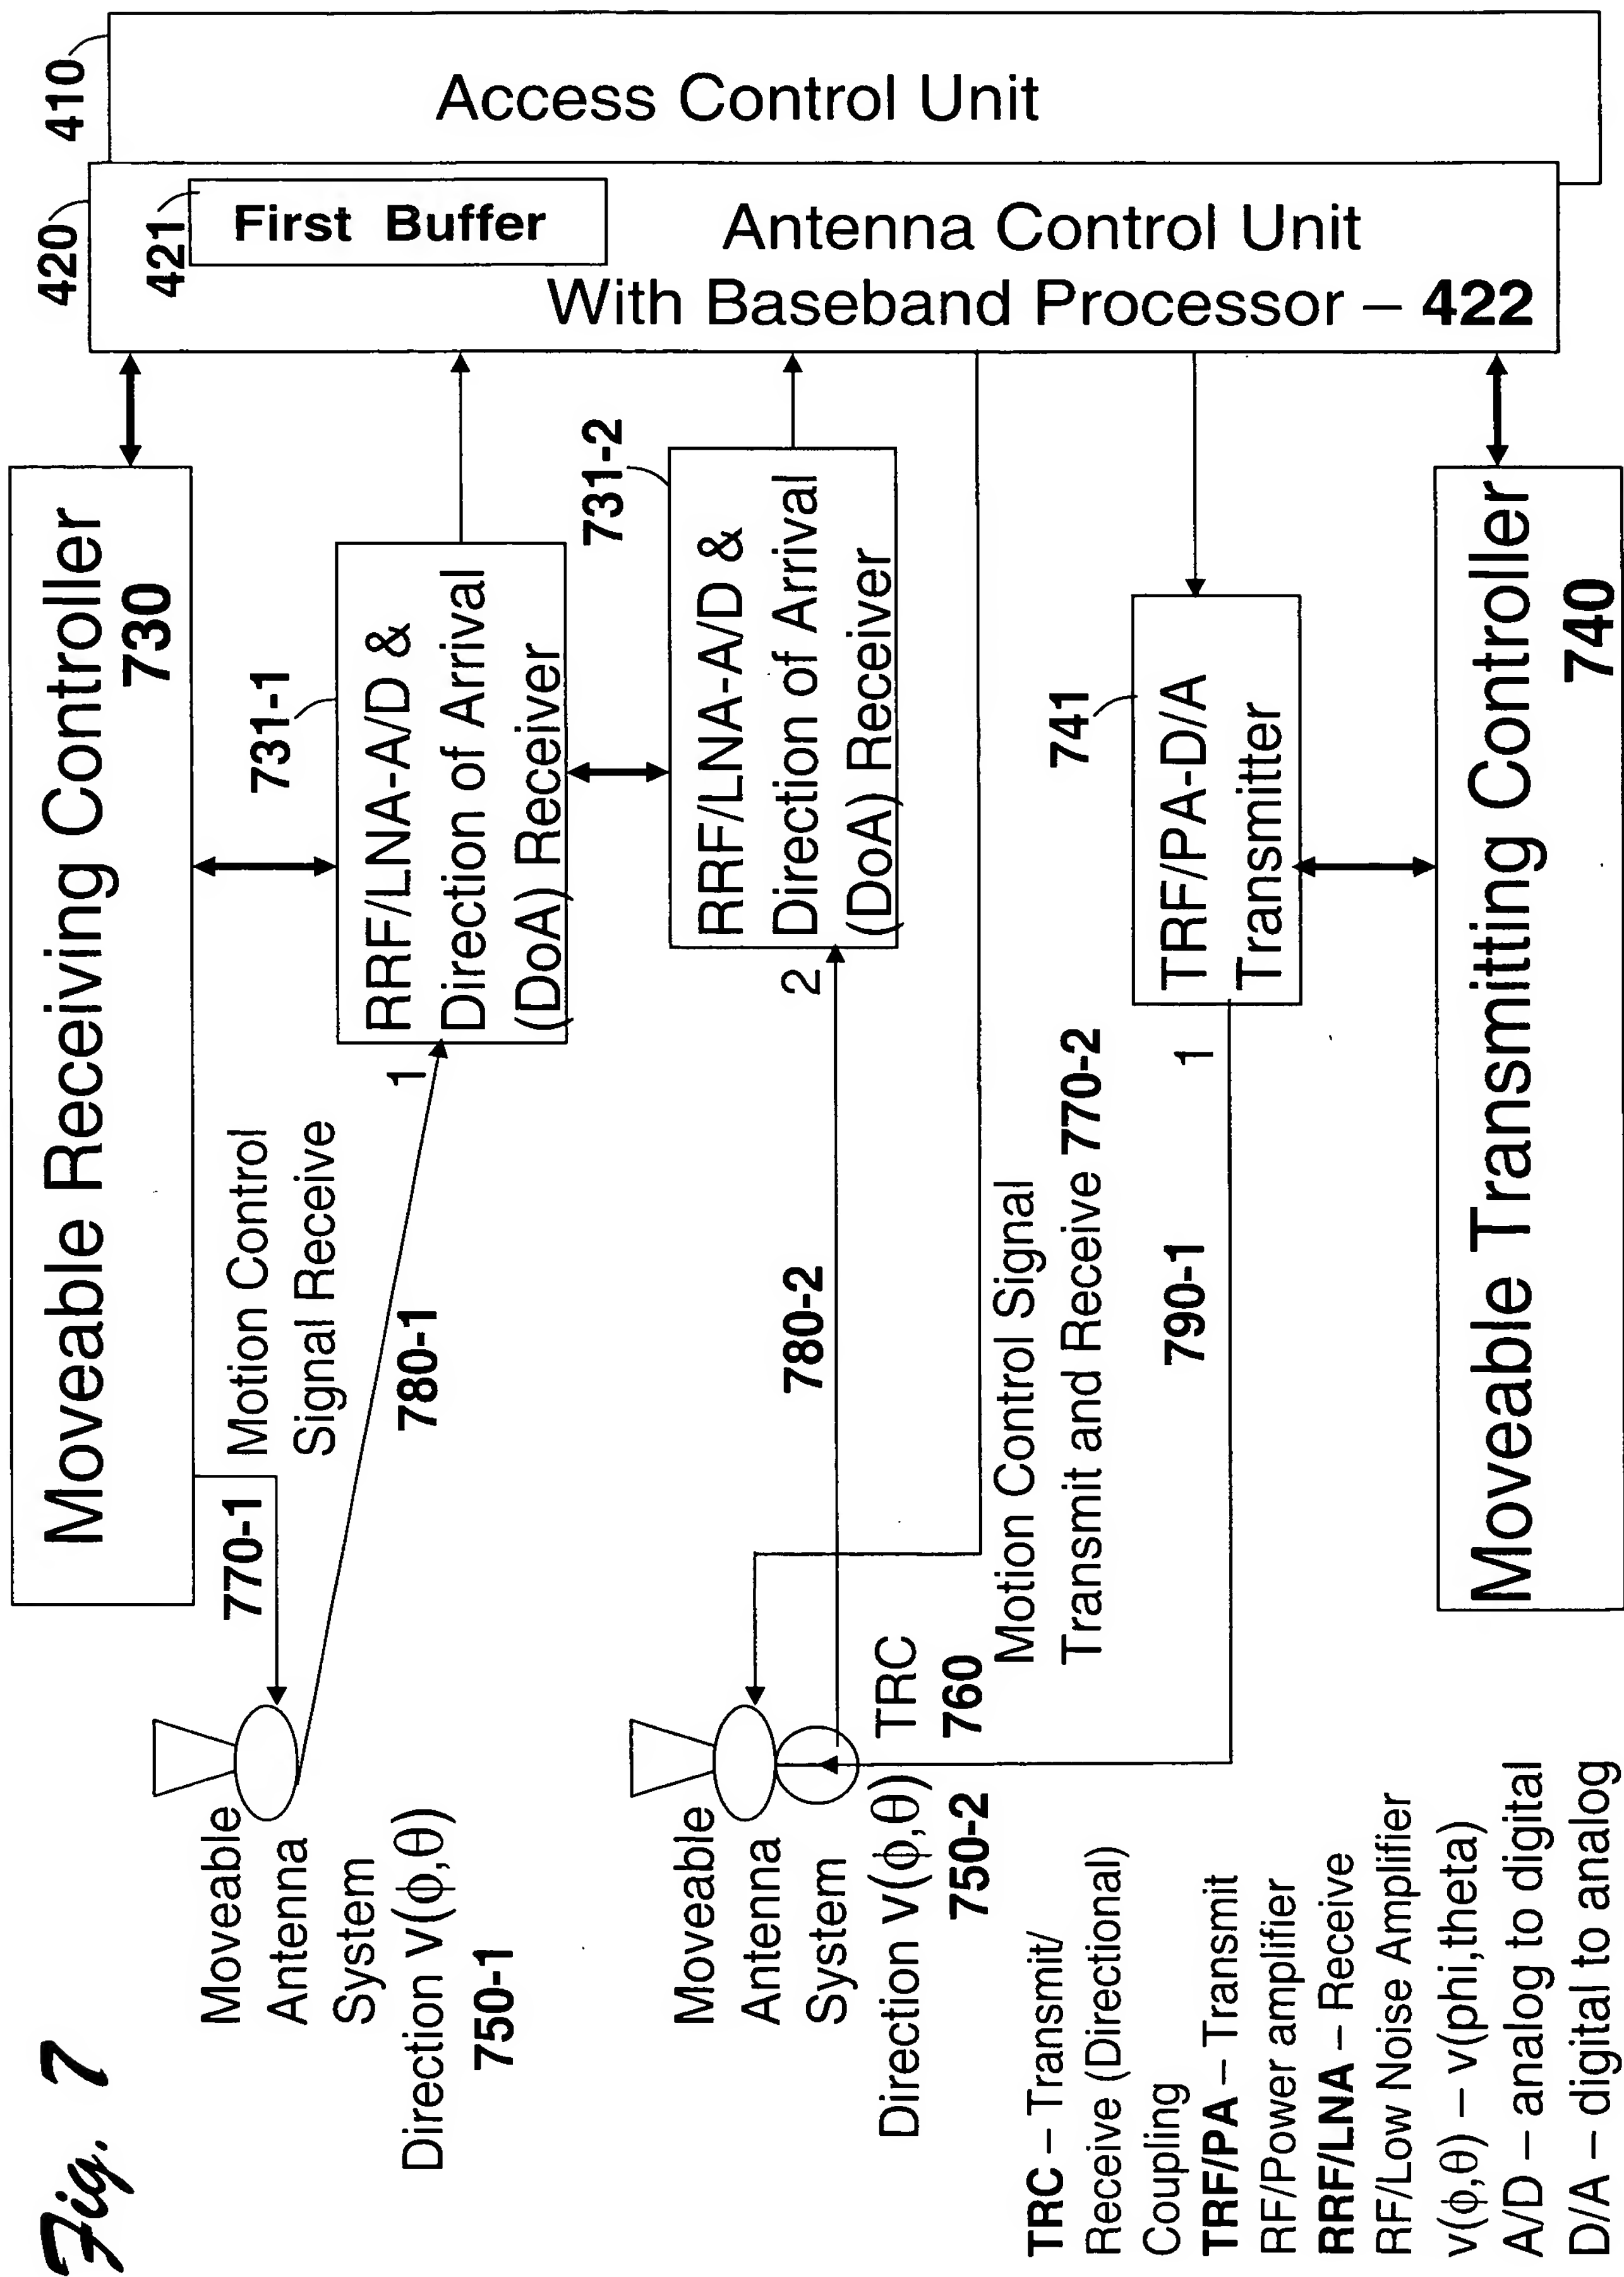 Fig. 7
Moveable Receiving Controller
730
770-1
Motion Control
Signal Receive
Moveable
Antenna
System
Direction v(ϕ,θ)
750-1
780-1
1
731-1
RRF/LNA-A/D &
Direction of Arrival
(DoA) Receiver
731-2
RRF/LNA-A/D &
Direction of Arrival
(DoA) Receiver
2
780-2
Moveable
Antenna
System
Direction v(ϕ,θ)
750-2
TRC
760
Motion Control Signal
Transmit and Receive 770-2
790-1
1
741
TRF/PA-D/A
Transmitter
Moveable Transmitting Controller
740
410
Access Control Unit
420
421
First Buffer
Antenna Control Unit
With Baseband Processor – 422
TRC – Transmit/
Receive (Directional)
Coupling
TRF/PA – Transmit
RF/Power amplifier
RRF/LNA – Receive
RF/Low Noise Amplifier
v(ϕ,θ) – v(phi,theta)
A/D – analog to digital
D/A – digital to analog